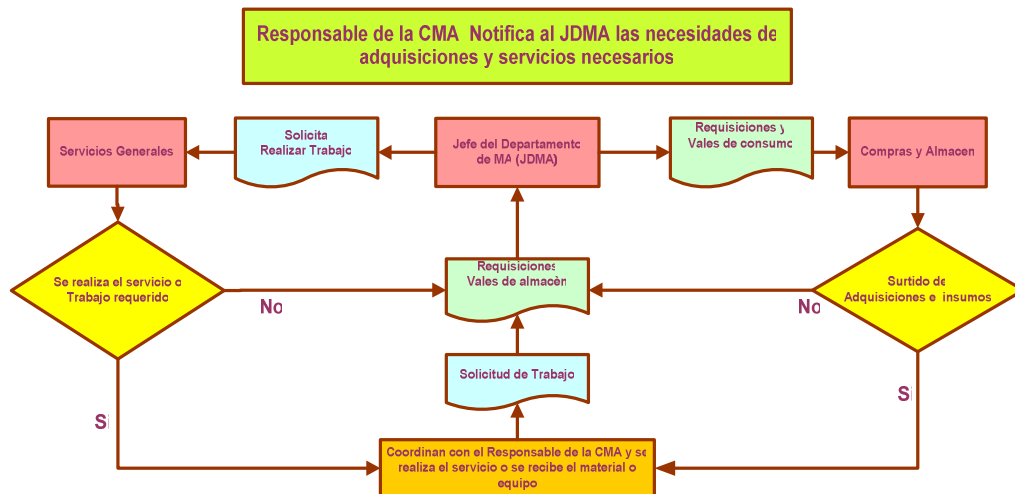 Responsable de la CMA Notifica al JDMA las necesidades de
adquisiciones y servicios necesarios
Servicios Generales
Solicita
Realizar Trabajo
Jefe del Departamento
de MA (JDMA)
Requisiciones y
Vales de consumo
Compras y Almacen
Se realiza el servicio o
Trabajo requerido
No
Requisiciones
Vales de almacèn
No
Surtido de
Adquisiciones e insumos
Solicitud de Trabajo
Si
Si
Coordinan con el Responsable de la CMA y se
realiza el servicio o se recibe el material o
equipo